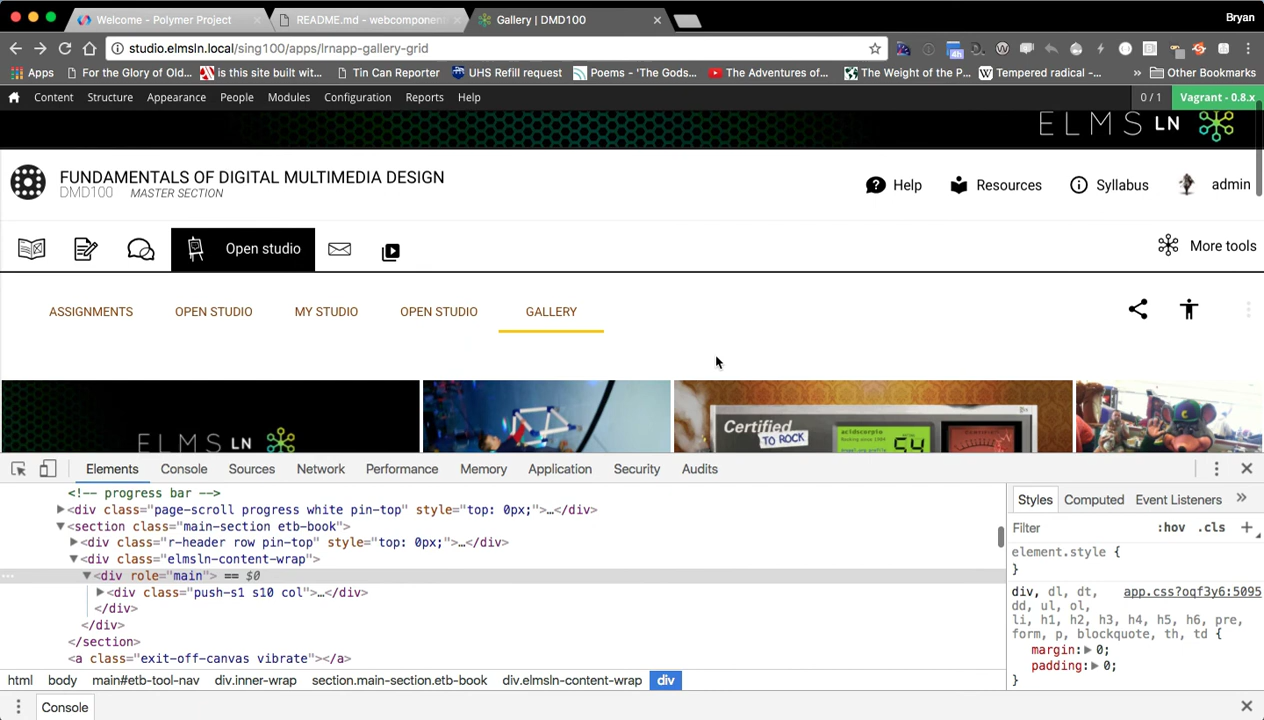 Welcome - Polymer Project
README.md - webcomponen
Gallery | DMD100
Bryan
studio.elmsln.local/sing100/apps/lrnapp-gallery-grid
4h
Apps
For the Glory of Old...
is this site built wit...
Tin Can Reporter
UHS Refill request
Poems - 'The Gods...
The Adventures of...
The Weight of the P...
Tempered radical -...
» Other Bookmarks
Content Structure Appearance People Modules Configuration Reports Help
0 / 1 Vagrant - 0.8.x
ELMS LN
FUNDAMENTALS OF DIGITAL MULTIMEDIA DESIGN
DMD100 MASTER SECTION
Help Resources Syllabus admin
Open studio
More tools
ASSIGNMENTS OPEN STUDIO MY STUDIO OPEN STUDIO GALLERY
ELMS LN
Certified
TO ROCK
acidscorpio
54
Elements Console Sources Network Performance Memory Application Security Audits
<!-- progress bar -->
<div class="page-scroll progress white pin-top" style="top: 0px;">…</div>
<section class="main-section etb-book">
<div class="r-header row pin-top" style="top: 0px;">…</div>
<div class="elmsln-content-wrap">
<div role="main"> == $0
<div class="push-s1 s10 col">…</div>
</div>
</div>
</section>
<a class="exit-off-canvas vibrate"></a>
html body main#etb-tool-nav div.inner-wrap section.main-section.etb-book div.elmsln-content-wrap div
Styles Computed Event Listeners »
Filter :hov .cls +
element.style {
}
div, dl, dt, app.css?oqf3y6:5095
dd, ul, ol,
li, h1, h2, h3, h4, h5, h6, pre,
form, p, blockquote, th, td {
margin: 0;
padding: 0;
}
Console